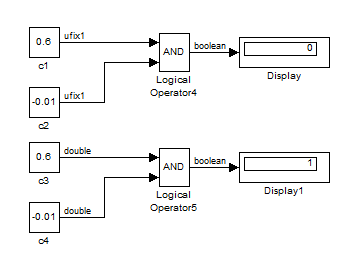 0.6
ufix1
c1
AND
boolean
0
Logical
Operator4
Display
-0.01
ufix1
c2
0.6
double
c3
AND
boolean
1
Logical
Operator5
Display1
-0.01
double
c4